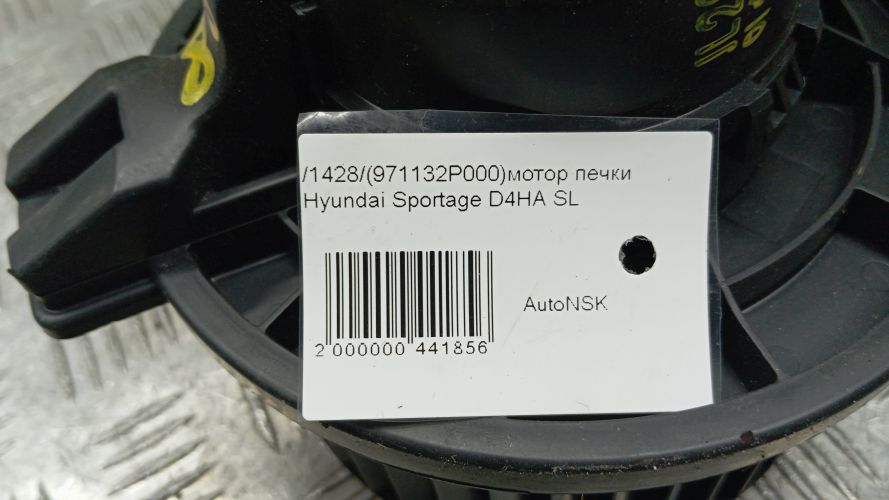 /1428/(971132P000)мотор печки
Hyundai Sportage D4HA SL
AutoNSK
2 000000 441856